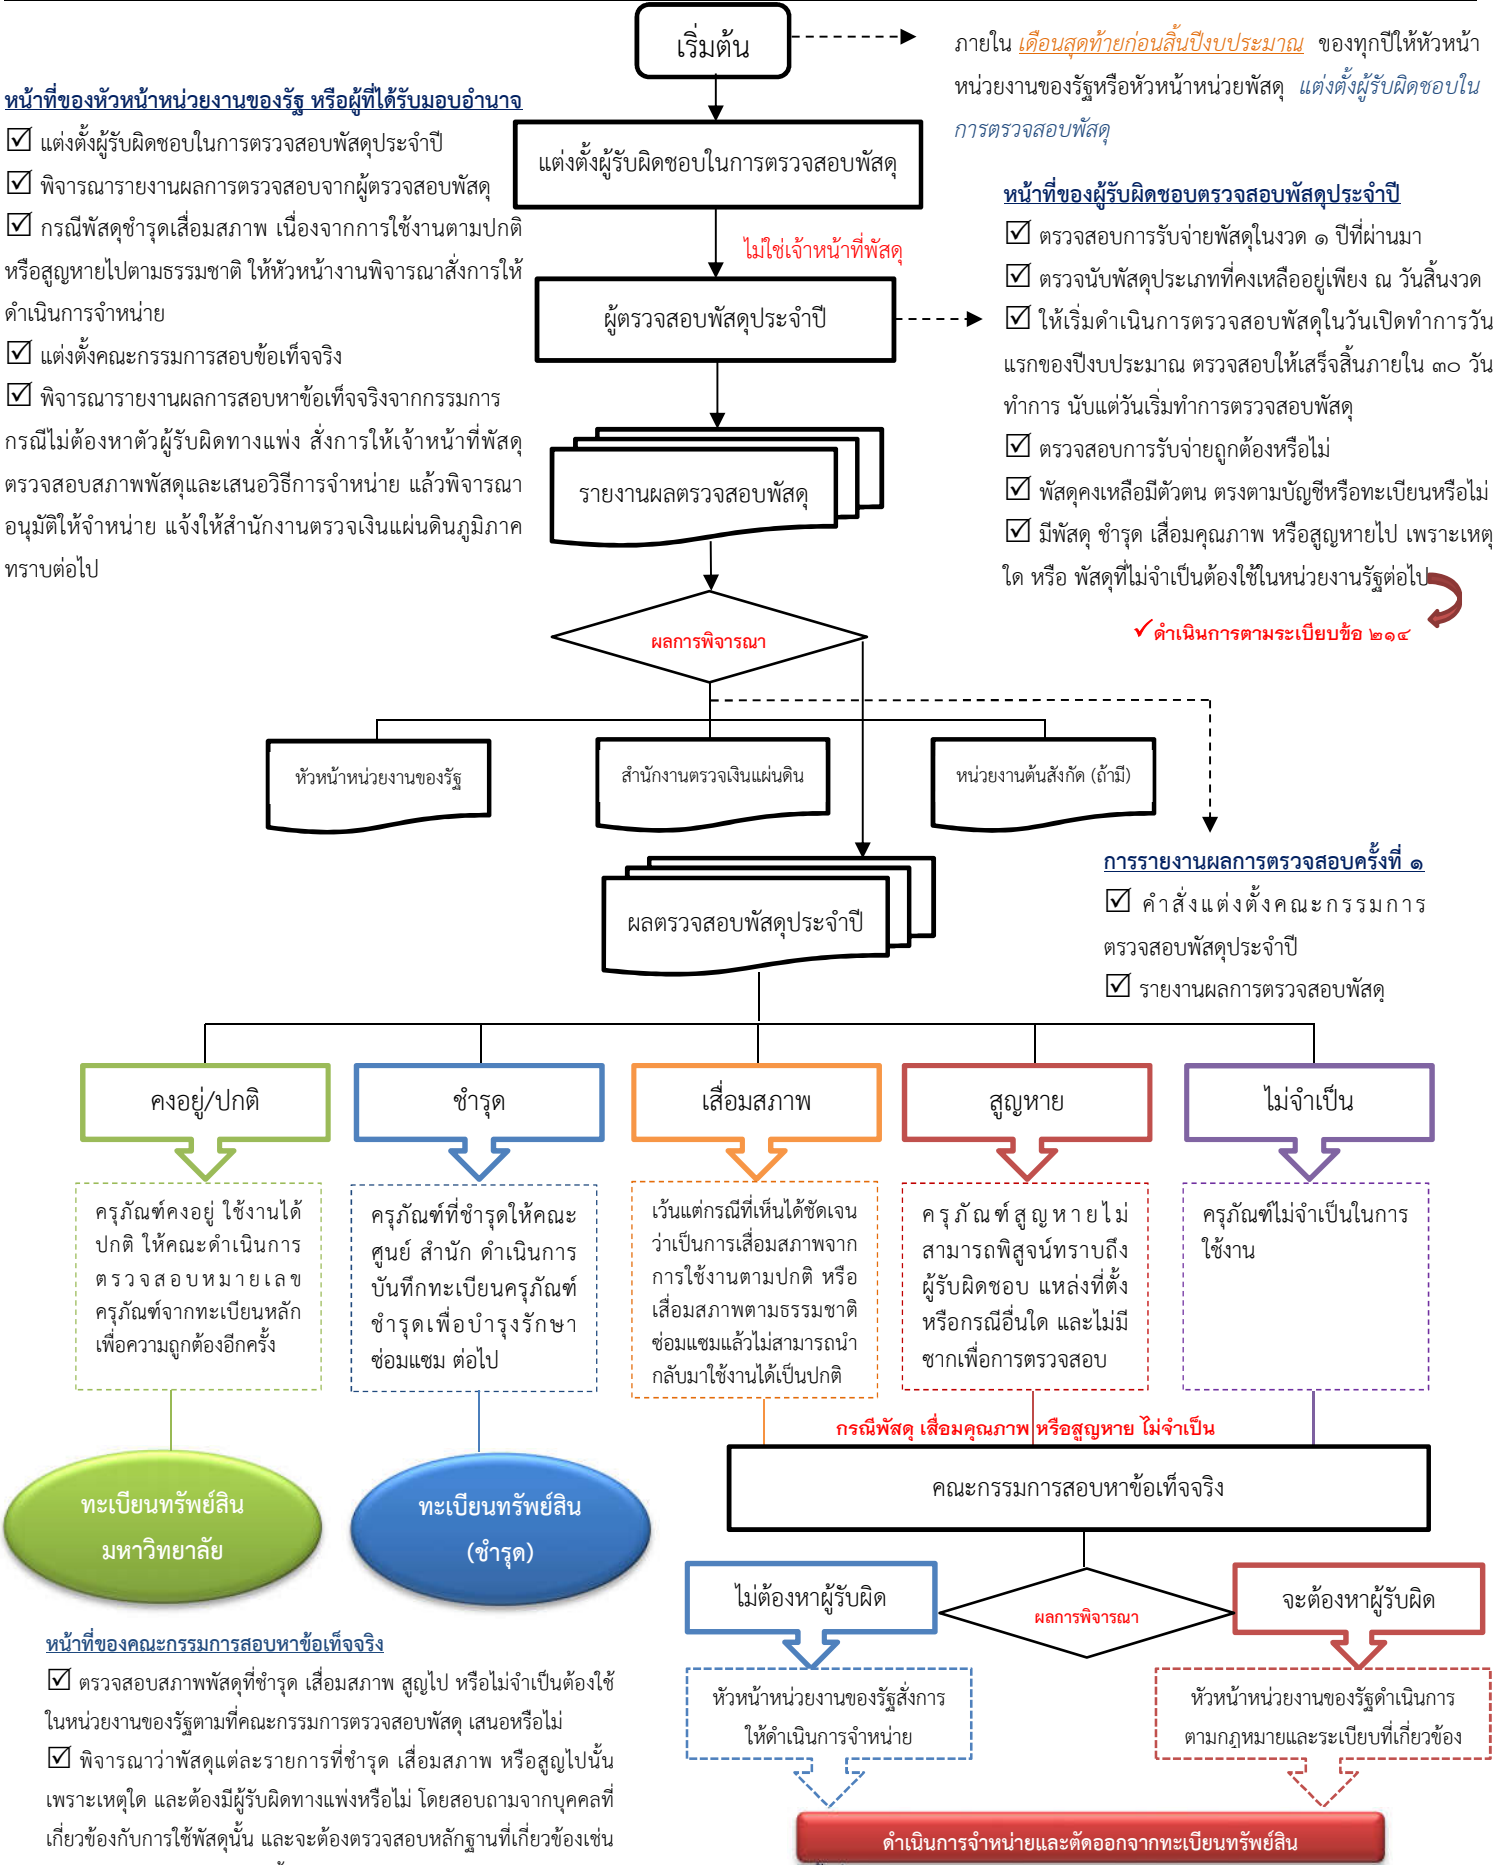 เริ่มต้น
ภายใน เดือนสุดท้ายก่อนสิ้นปีงบประมาณ ของทุกปีให้หัวหน้า
หน่วยงานของรัฐหรือหัวหน้าหน่วยพัสดุ แต่งตั้งผู้รับผิดชอบใน
การตรวจสอบพัสดุ
หน้าที่ของหัวหน้าหน่วยงานของรัฐ หรือผู้ที่ได้รับมอบอำนาจ
☑ แต่งตั้งผู้รับผิดชอบในการตรวจสอบพัสดุประจำปี
☑ พิจารณารายงานผลการตรวจสอบจากผู้ตรวจสอบพัสดุ
☑ กรณีพัสดุชำรุดเสื่อมสภาพ เนื่องจากการใช้งานตามปกติ
หรือสูญหายไปตามธรรมชาติ ให้หัวหน้างานพิจารณาสั่งการให้
ดำเนินการจำหน่าย
☑ แต่งตั้งคณะกรรมการสอบข้อเท็จจริง
☑ พิจารณารายงานผลการสอบหาข้อเท็จจริงจากกรรมการ
กรณีไม่ต้องหาตัวผู้รับผิดทางแพ่ง สั่งการให้เจ้าหน้าที่พัสดุ
ตรวจสอบสภาพพัสดุและเสนอวิธีการจำหน่าย แล้วพิจารณา
อนุมัติให้จำหน่าย แจ้งให้สำนักงานตรวจเงินแผ่นดินภูมิภาค
ทราบต่อไป
แต่งตั้งผู้รับผิดชอบในการตรวจสอบพัสดุ
ไม่ใช่เจ้าหน้าที่พัสดุ
ผู้ตรวจสอบพัสดุประจำปี
หน้าที่ของผู้รับผิดชอบตรวจสอบพัสดุประจำปี
☑ ตรวจสอบการรับจ่ายพัสดุในงวด ๑ ปีที่ผ่านมา
☑ ตรวจนับพัสดุประเภทที่คงเหลืออยู่เพียง ณ วันสิ้นงวด
☑ ให้เริ่มดำเนินการตรวจสอบพัสดุในวันเปิดทำการวัน
แรกของปีงบประมาณ ตรวจสอบให้เสร็จสิ้นภายใน ๓๐ วัน
ทำการ นับแต่วันเริ่มทำการตรวจสอบพัสดุ
☑ ตรวจสอบการรับจ่ายถูกต้องหรือไม่
☑ พัสดุคงเหลือมีตัวตน ตรงตามบัญชีหรือทะเบียนหรือไม่
☑ มีพัสดุ ชำรุด เสื่อมคุณภาพ หรือสูญหายไป เพราะเหตุ
ใด หรือ พัสดุที่ไม่จำเป็นต้องใช้ในหน่วยงานรัฐต่อไป
✓ดำเนินการตามระเบียบข้อ ๒๑๔
รายงานผลตรวจสอบพัสดุ
ผลการพิจารณา
หัวหน้าหน่วยงานของรัฐ
สำนักงานตรวจเงินแผ่นดิน
หน่วยงานต้นสังกัด (ถ้ามี)
การรายงานผลการตรวจสอบครั้งที่ ๑
☑ คำสั่งแต่งตั้งคณะกรรมการ
ตรวจสอบพัสดุประจำปี
☑ รายงานผลการตรวจสอบพัสดุ
ผลตรวจสอบพัสดุประจำปี
คงอยู่/ปกติ
ชำรุด
เสื่อมสภาพ
สูญหาย
ไม่จำเป็น
ครุภัณฑ์คงอยู่ ใช้งานได้
ปกติ ให้คณะดำเนินการ
ตรวจสอบหมายเลข
ครุภัณฑ์จากทะเบียนหลัก
เพื่อความถูกต้องอีกครั้ง
ครุภัณฑ์ที่ชำรุดให้คณะ
ศูนย์ สำนัก ดำเนินการ
บันทึกทะเบียนครุภัณฑ์
ชำรุดเพื่อบำรุงรักษา
ซ่อมแซม ต่อไป
เว้นแต่กรณีที่เห็นได้ชัดเจน
ว่าเป็นการเสื่อมสภาพจาก
การใช้งานตามปกติ หรือ
เสื่อมสภาพตามธรรมชาติ
ซ่อมแซมแล้วไม่สามารถนำ
กลับมาใช้งานได้เป็นปกติ
ครุภัณฑ์สูญหายไม่
สามารถพิสูจน์ทราบถึง
ผู้รับผิดชอบ แหล่งที่ตั้ง
หรือกรณีอื่นใด และไม่มี
ซากเพื่อการตรวจสอบ
ครุภัณฑ์ไม่จำเป็นในการ
ใช้งาน
กรณีพัสดุ เสื่อมคุณภาพ หรือสูญหาย ไม่จำเป็น
คณะกรรมการสอบหาข้อเท็จจริง
ทะเบียนทรัพย์สิน
มหาวิทยาลัย
ทะเบียนทรัพย์สิน
(ชำรุด)
ไม่ต้องหาผู้รับผิด
ผลการพิจารณา
จะต้องหาผู้รับผิด
หัวหน้าหน่วยงานของรัฐสั่งการ
ให้ดำเนินการจำหน่าย
หัวหน้าหน่วยงานของรัฐดำเนินการ
ตามกฎหมายและระเบียบที่เกี่ยวข้อง
หน้าที่ของคณะกรรมการสอบหาข้อเท็จจริง
☑ ตรวจสอบสภาพพัสดุที่ชำรุด เสื่อมสภาพ สูญไป หรือไม่จำเป็นต้องใช้
ในหน่วยงานของรัฐตามที่คณะกรรมการตรวจสอบพัสดุ เสนอหรือไม่
☑ พิจารณาว่าพัสดุแต่ละรายการที่ชำรุด เสื่อมสภาพ หรือสูญไปนั้น
เพราะเหตุใด และต้องมีผู้รับผิดทางแพ่งหรือไม่ โดยสอบถามจากบุคคลที่
เกี่ยวข้องกับการใช้พัสดุนั้น และจะต้องตรวจสอบหลักฐานที่เกี่ยวข้องเช่น
ดำเนินการจำหน่ายและตัดออกจากทะเบียนทรัพย์สิน